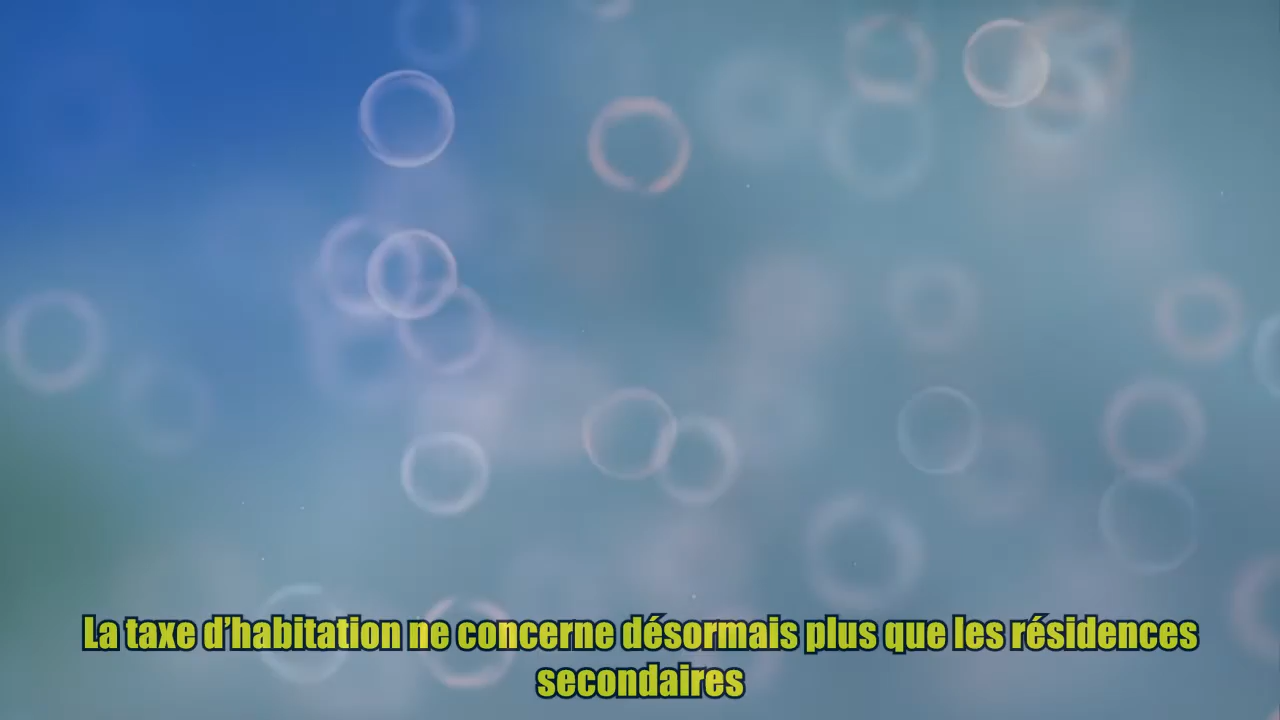 La taxe d’habitation ne concerne désormais plus que les résidences
secondaires